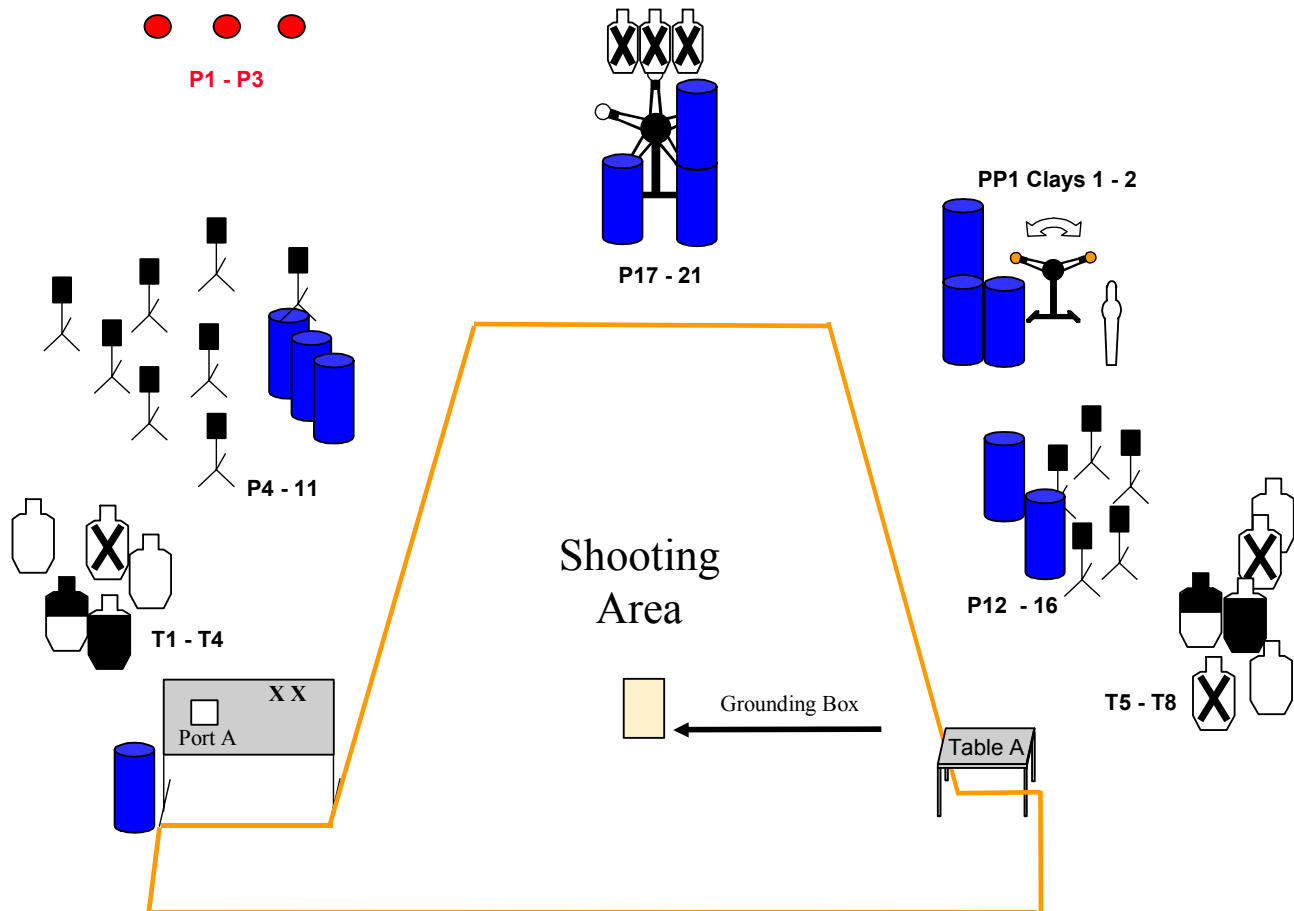 P1 - P3
PP1 Clays 1 - 2
P17 - 21
P4 - 11
Shooting
Area
P12 - 16
T1 - T4
X X
Port A
Grounding Box
T5 - T8
Table A